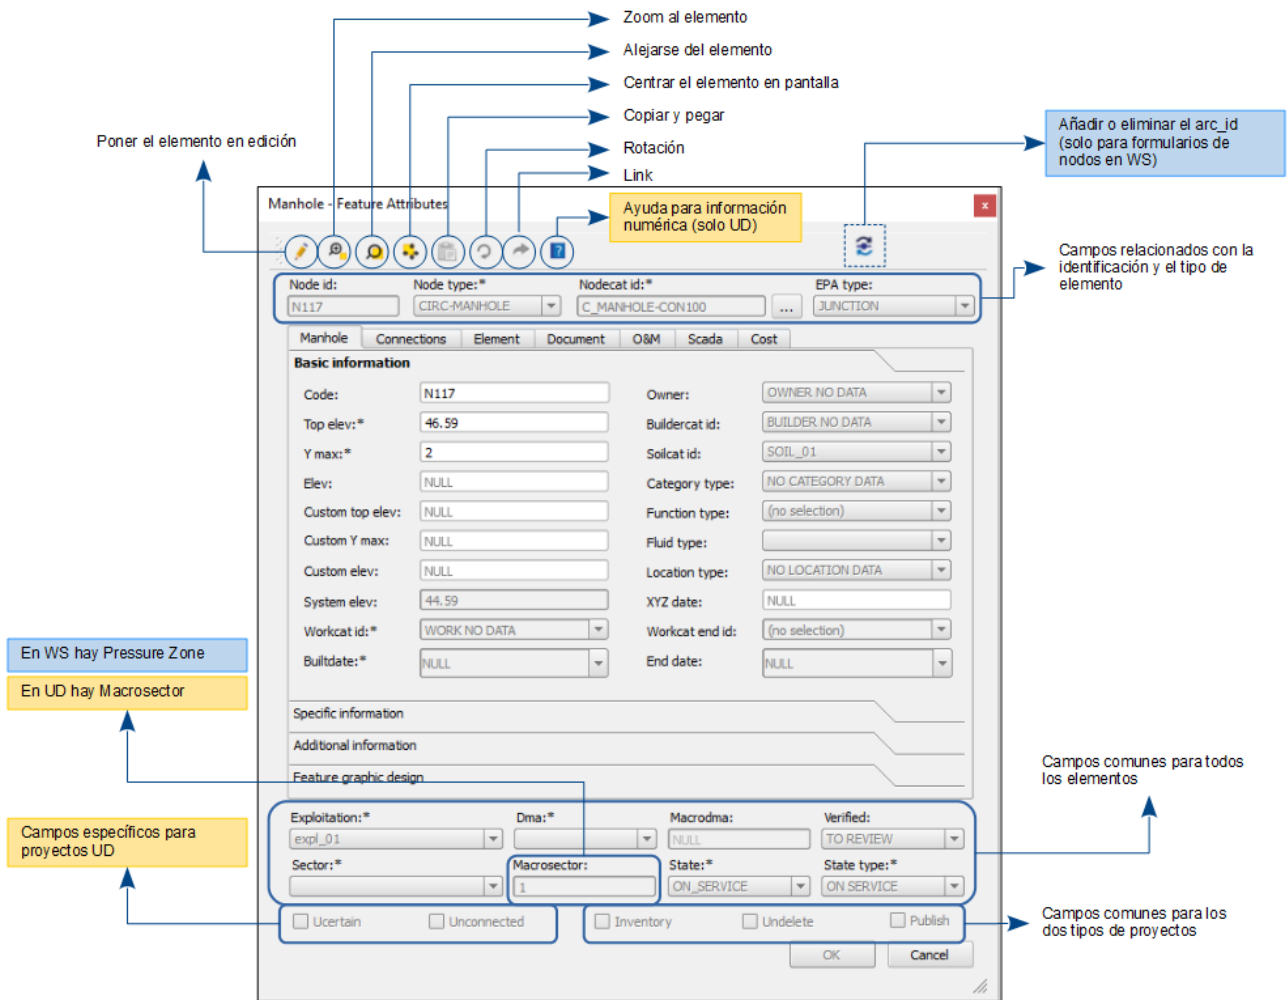 Zoom al elemento
Alejarse del elemento
Centrar el elemento en pantalla
Copiar y pegar
Rotación
Link
Poner el elemento en edición
Añadir o eliminar el arc_id
(solo para formularios de
nodos en WS)
Ayuda para información
numérica (solo UD)
Manhole - Feature Attributes
x
?
Campos relacionados con la
identificación y el tipo de
elemento
Node id: Node type:* Nodecat id:* EPA type:
N117 CIRC-MANHOLE C_MANHOLE-CON100 ... JUNCTION
Manhole Connections Element Document O&M Scada Cost
Basic information
Code: N117 Owner: OWNER NO DATA
Top elev:* 46.59 Buildercat id: BUILDER NO DATA
Y max:* 2 Soilcat id: SOIL_01
Elev: NULL Category type: NO CATEGORY DATA
Custom top elev: NULL Function type: (no selection)
Custom Y max: NULL Fluid type:
Custom elev: NULL Location type: NO LOCATION DATA
System elev: 44.59 XYZ date: NULL
Workcat id:* WORK NO DATA Workcat end id: (no selection)
Builtdate:* NULL End date: NULL
En WS hay Pressure Zone
En UD hay Macrosector
Specific information
Additional information
Feature graphic design
Campos comunes para todos
los elementos
Campos específicos para
proyectos UD
Exploitation:* Dma:* Macrodma: Verified:
expl_01 NULL TO REVIEW
Sector:* Macrosector: State:* State type:*
1 ON_SERVICE ON SERVICE
Ucertain Unconnected Inventory Undelete Publish
Campos comunes para los
dos tipos de proyectos
OK Cancel